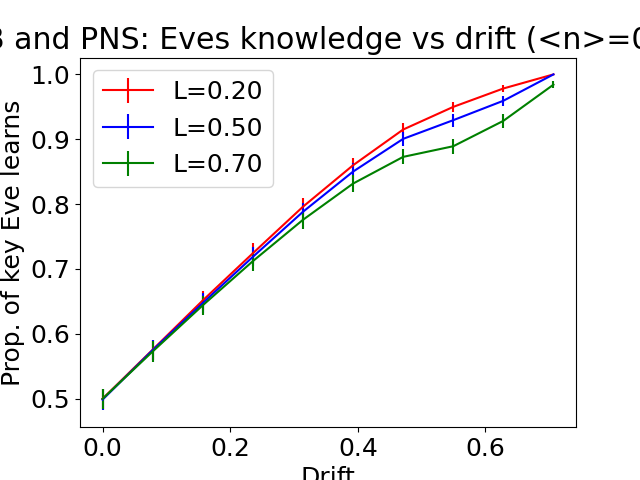 and PNS: Eves knowledge vs drift (<n>=0
L=0.20
L=0.50
L=0.70
Prop. of key Eve learns
1.0
0.9
0.8
0.7
0.6
0.5
0.0 0.2 0.4 0.6
Drift